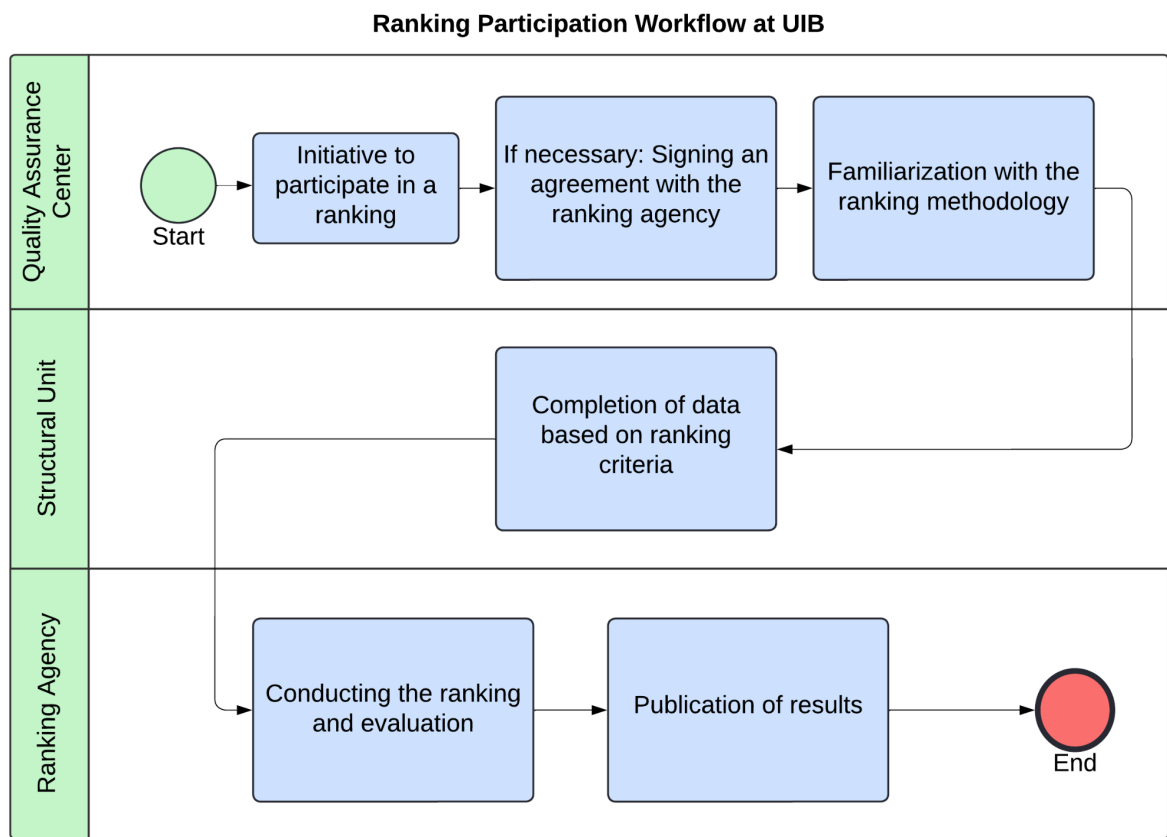 Ranking Participation Workflow at UIB
Quality Assurance
Center
Start
Initiative to
participate in a
ranking
If necessary: Signing an
agreement with the
ranking agency
Familiarization with the
ranking methodology
Structural Unit
Completion of data
based on ranking
criteria
Ranking Agency
Conducting the ranking
and evaluation
Publication of results
End